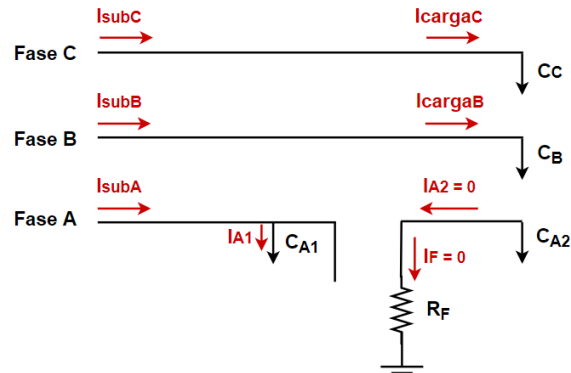 IsubC IcargaC
Fase C
Cc
IsubB IcargaB
Fase B
CB
IsubA IA2 = 0
Fase A
IA1 CA1 CA2
IF = 0
RF